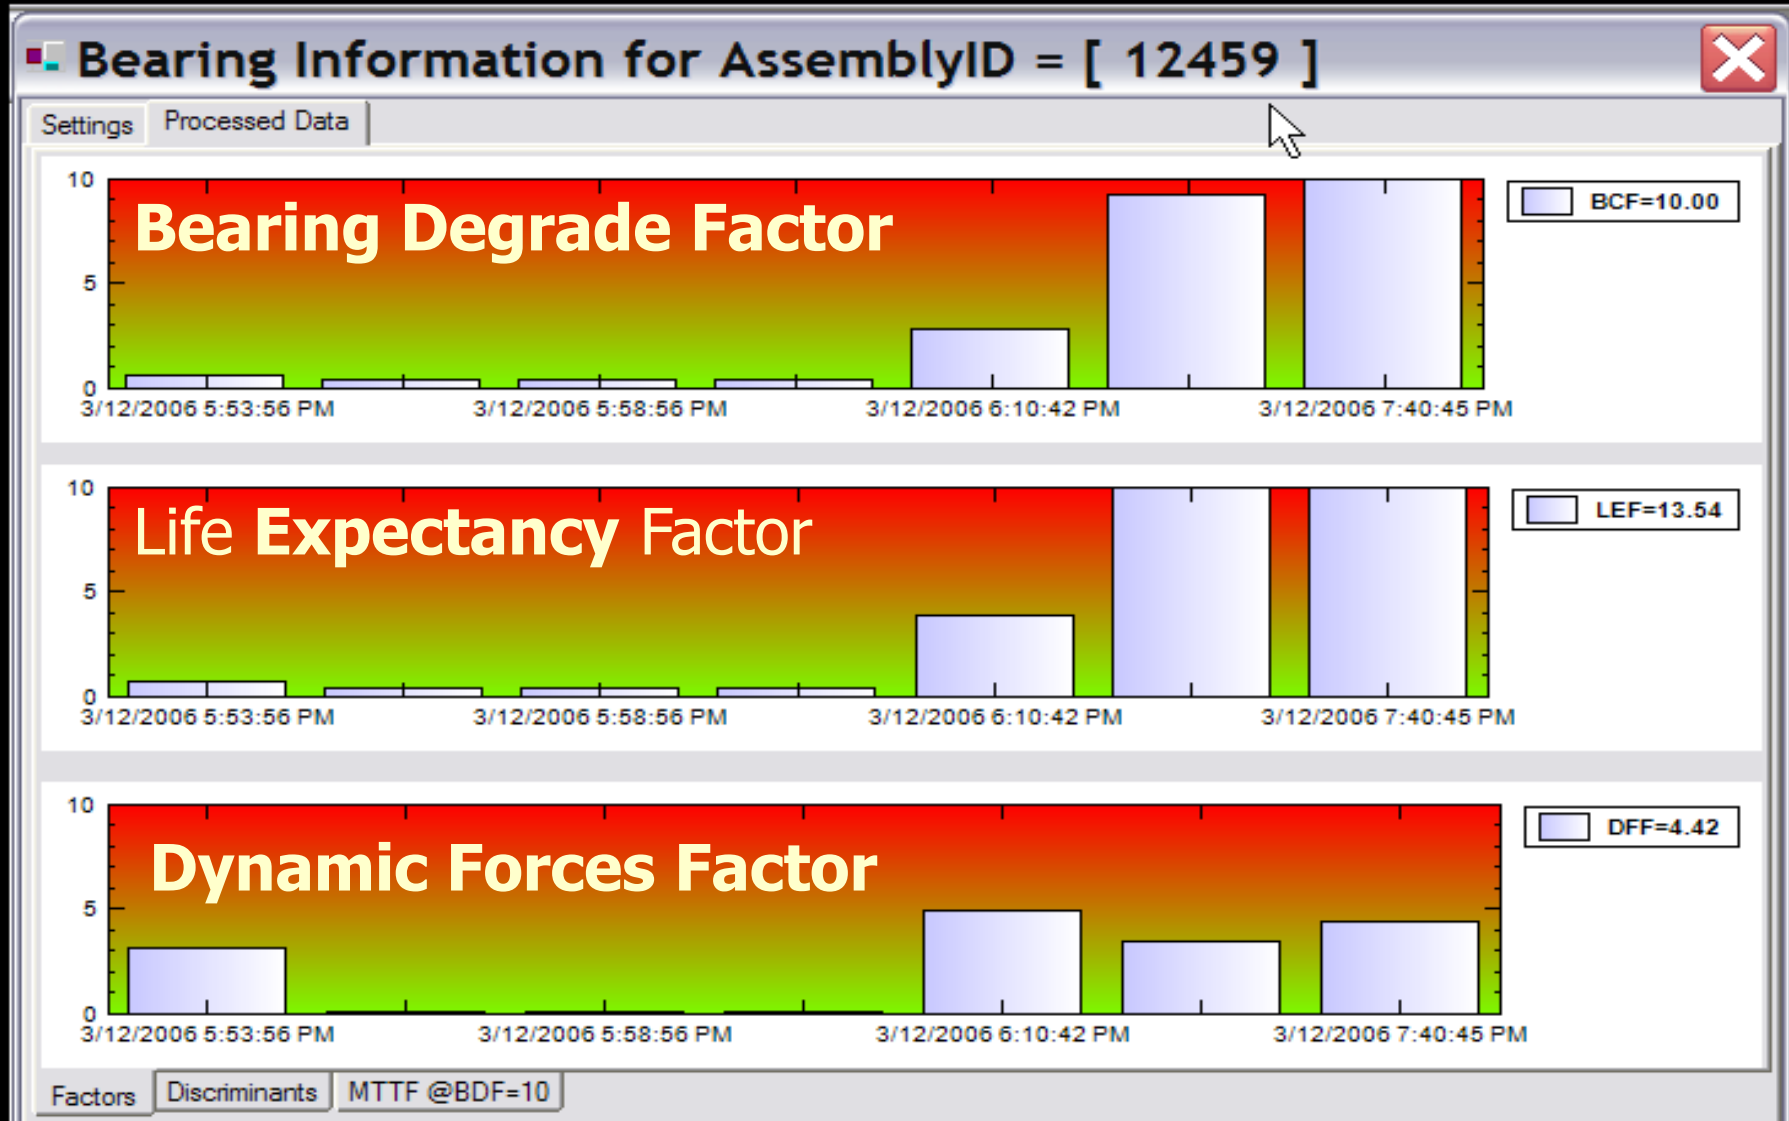 Bearing Information for AssemblyID = [ 12459 ]
Settings Processed Data
10
5
0
Bearing Degrade Factor
BCF=10.00
3/12/2006 5:53:56 PM 3/12/2006 5:58:56 PM 3/12/2006 6:10:42 PM 3/12/2006 7:40:45 PM
10
5
0
Life Expectancy Factor
LEF=13.54
3/12/2006 5:53:56 PM 3/12/2006 5:58:56 PM 3/12/2006 6:10:42 PM 3/12/2006 7:40:45 PM
10
5
0
Dynamic Forces Factor
DFF=4.42
3/12/2006 5:53:56 PM 3/12/2006 5:58:56 PM 3/12/2006 6:10:42 PM 3/12/2006 7:40:45 PM
Factors Discriminants MTTF @BDF=10